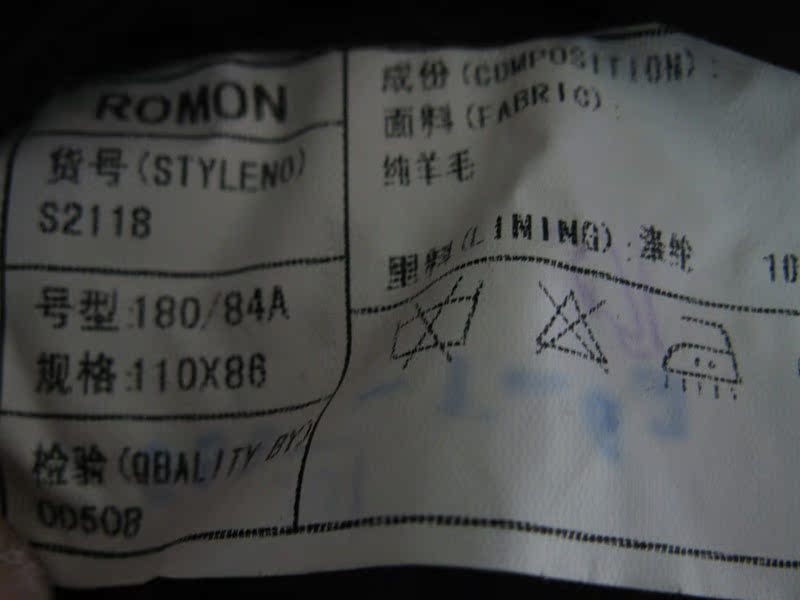 ROMON
货号(STYLENO)
S2118
号型:180/84A
规格:110X86
检验(QBALITY BY)
00508
成份(COMPOSITION):
面料(FABRIC):
纯羊毛
里料(LINING):涤纶 10